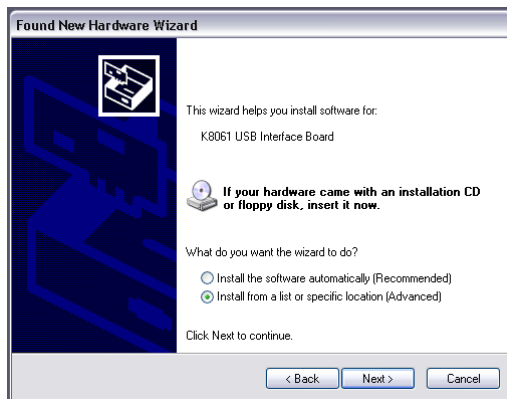 Found New Hardware Wizard
This wizard helps you install software for:
K8061 USB Interface Board
If your hardware came with an installation CD
or floppy disk, insert it now.
What do you want the wizard to do?
Install the software automatically (Recommended)
Install from a list or specific location (Advanced)
Click Next to continue.
< Back Next > Cancel